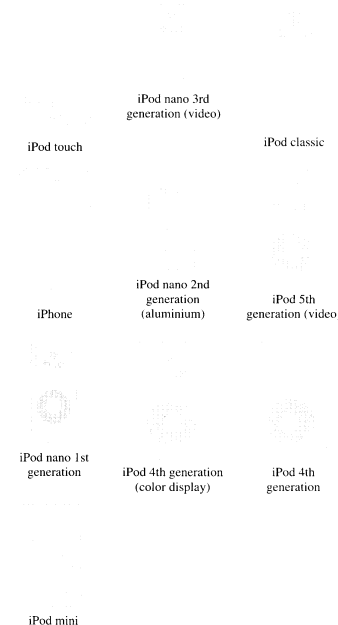 iPod nano 3rd
generation (video)
iPod touch
iPod classic
iPod nano 2nd
generation
(aluminium)
iPhone
iPod 5th
generation (video
iPod nano 1st
generation
iPod 4th generation
(color display)
iPod 4th
generation
iPod mini